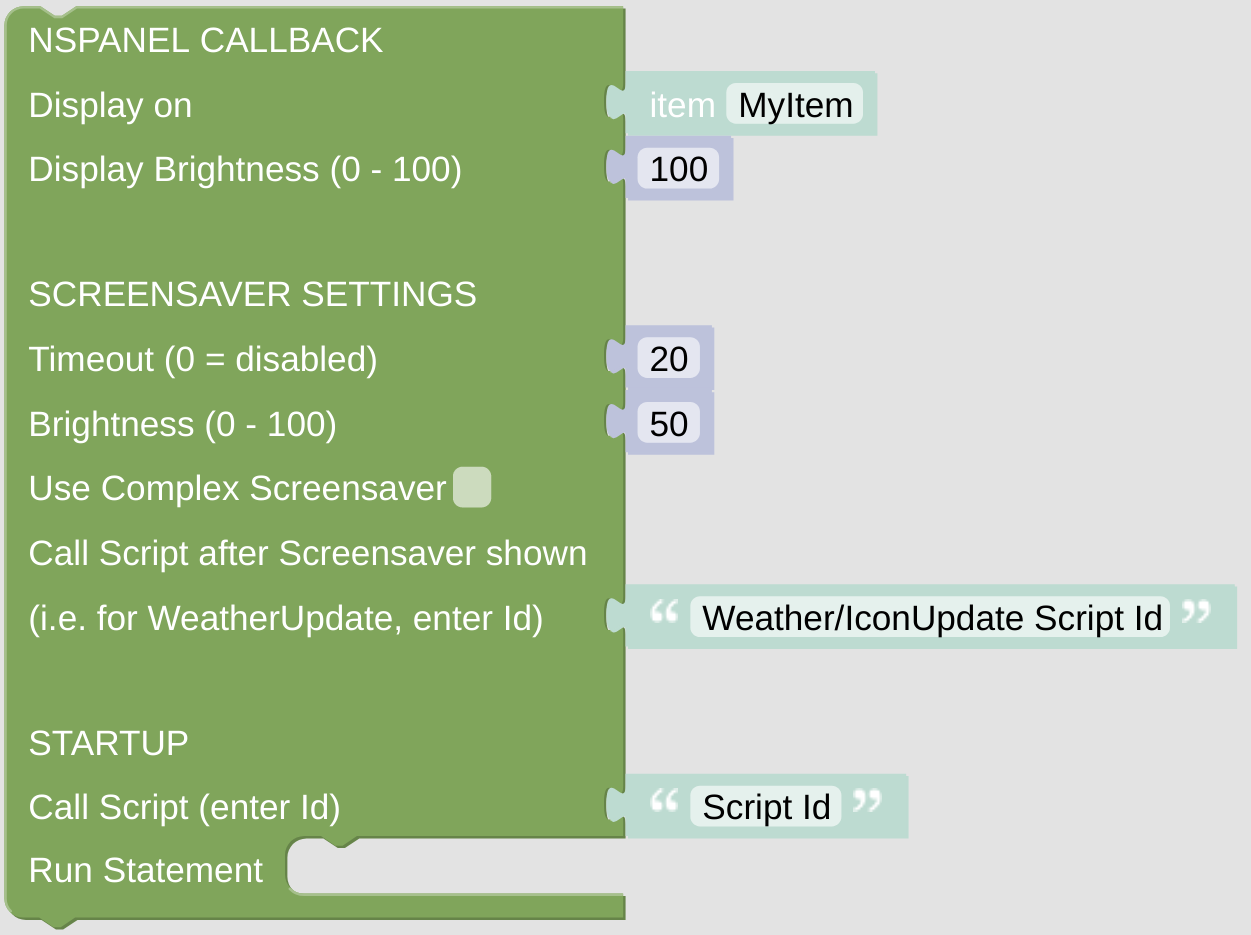 NSPANEL CALLBACK
Display on item MyItem
Display Brightness (0 - 100) 100
SCREENSAVER SETTINGS
Timeout (0 = disabled) 20
Brightness (0 - 100) 50
Use Complex Screensaver
Call Script after Screensaver shown
(i.e. for WeatherUpdate, enter Id) “ Weather/IconUpdate Script Id ”
STARTUP
Call Script (enter Id) “ Script Id ”
Run Statement